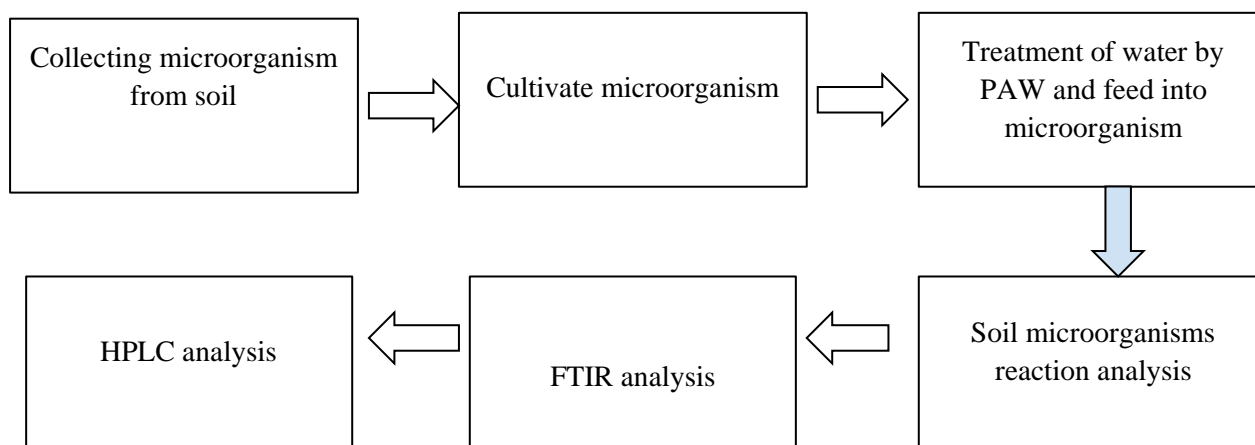 Collecting microorganism
from soil
Cultivate microorganism
Treatment of water by
PAW and feed into
microorganism
Soil microorganisms
reaction analysis
FTIR analysis
HPLC analysis